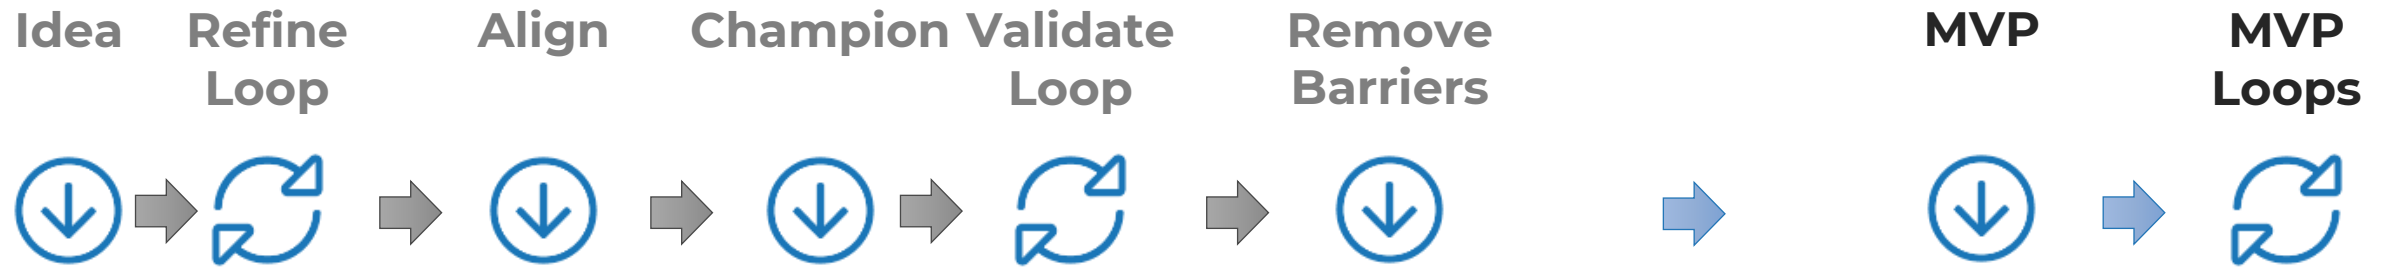 Idea
Refine
Loop
Align
Champion
Validate
Loop
Remove
Barriers
MVP
MVP
Loops